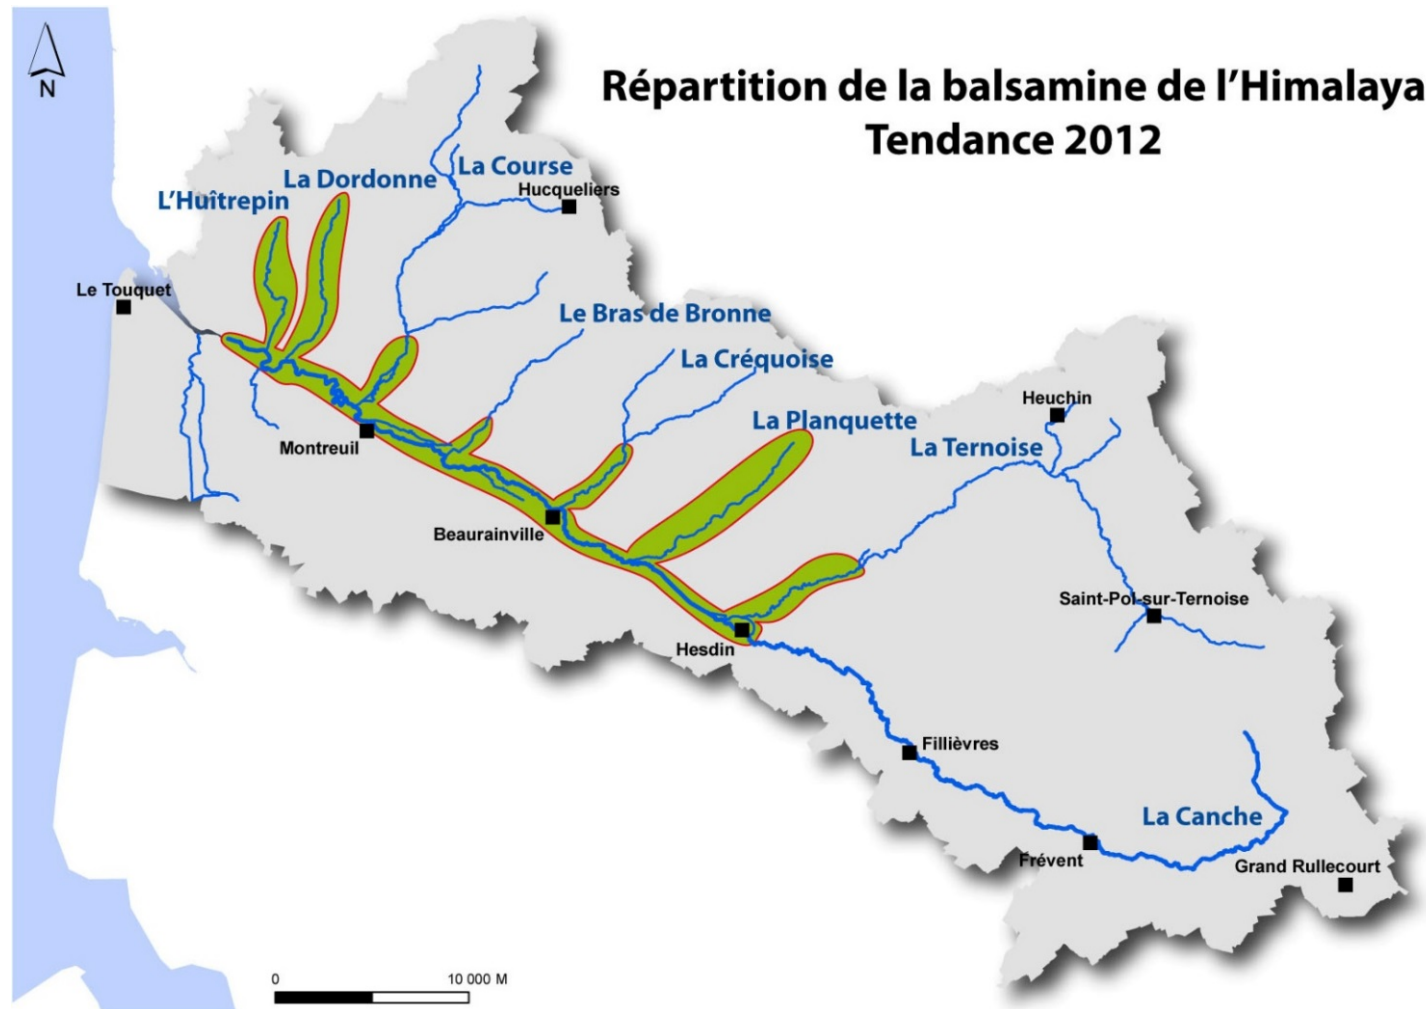 N
Répartition de la balsamine de l'Himalaya
Tendance 2012
La Course
La Dordonne
Hucqueliers
L'Huîtrepin
Le Touquet
Le Bras de Bronne
La Créquoise
Heuchin
La Planquette
La Ternoise
Montreuil
Beaurainville
Saint-Pol-sur-Ternoise
Hesdin
Fillièvres
La Canche
Frévent
Grand Rullecourt
0 10 000 M